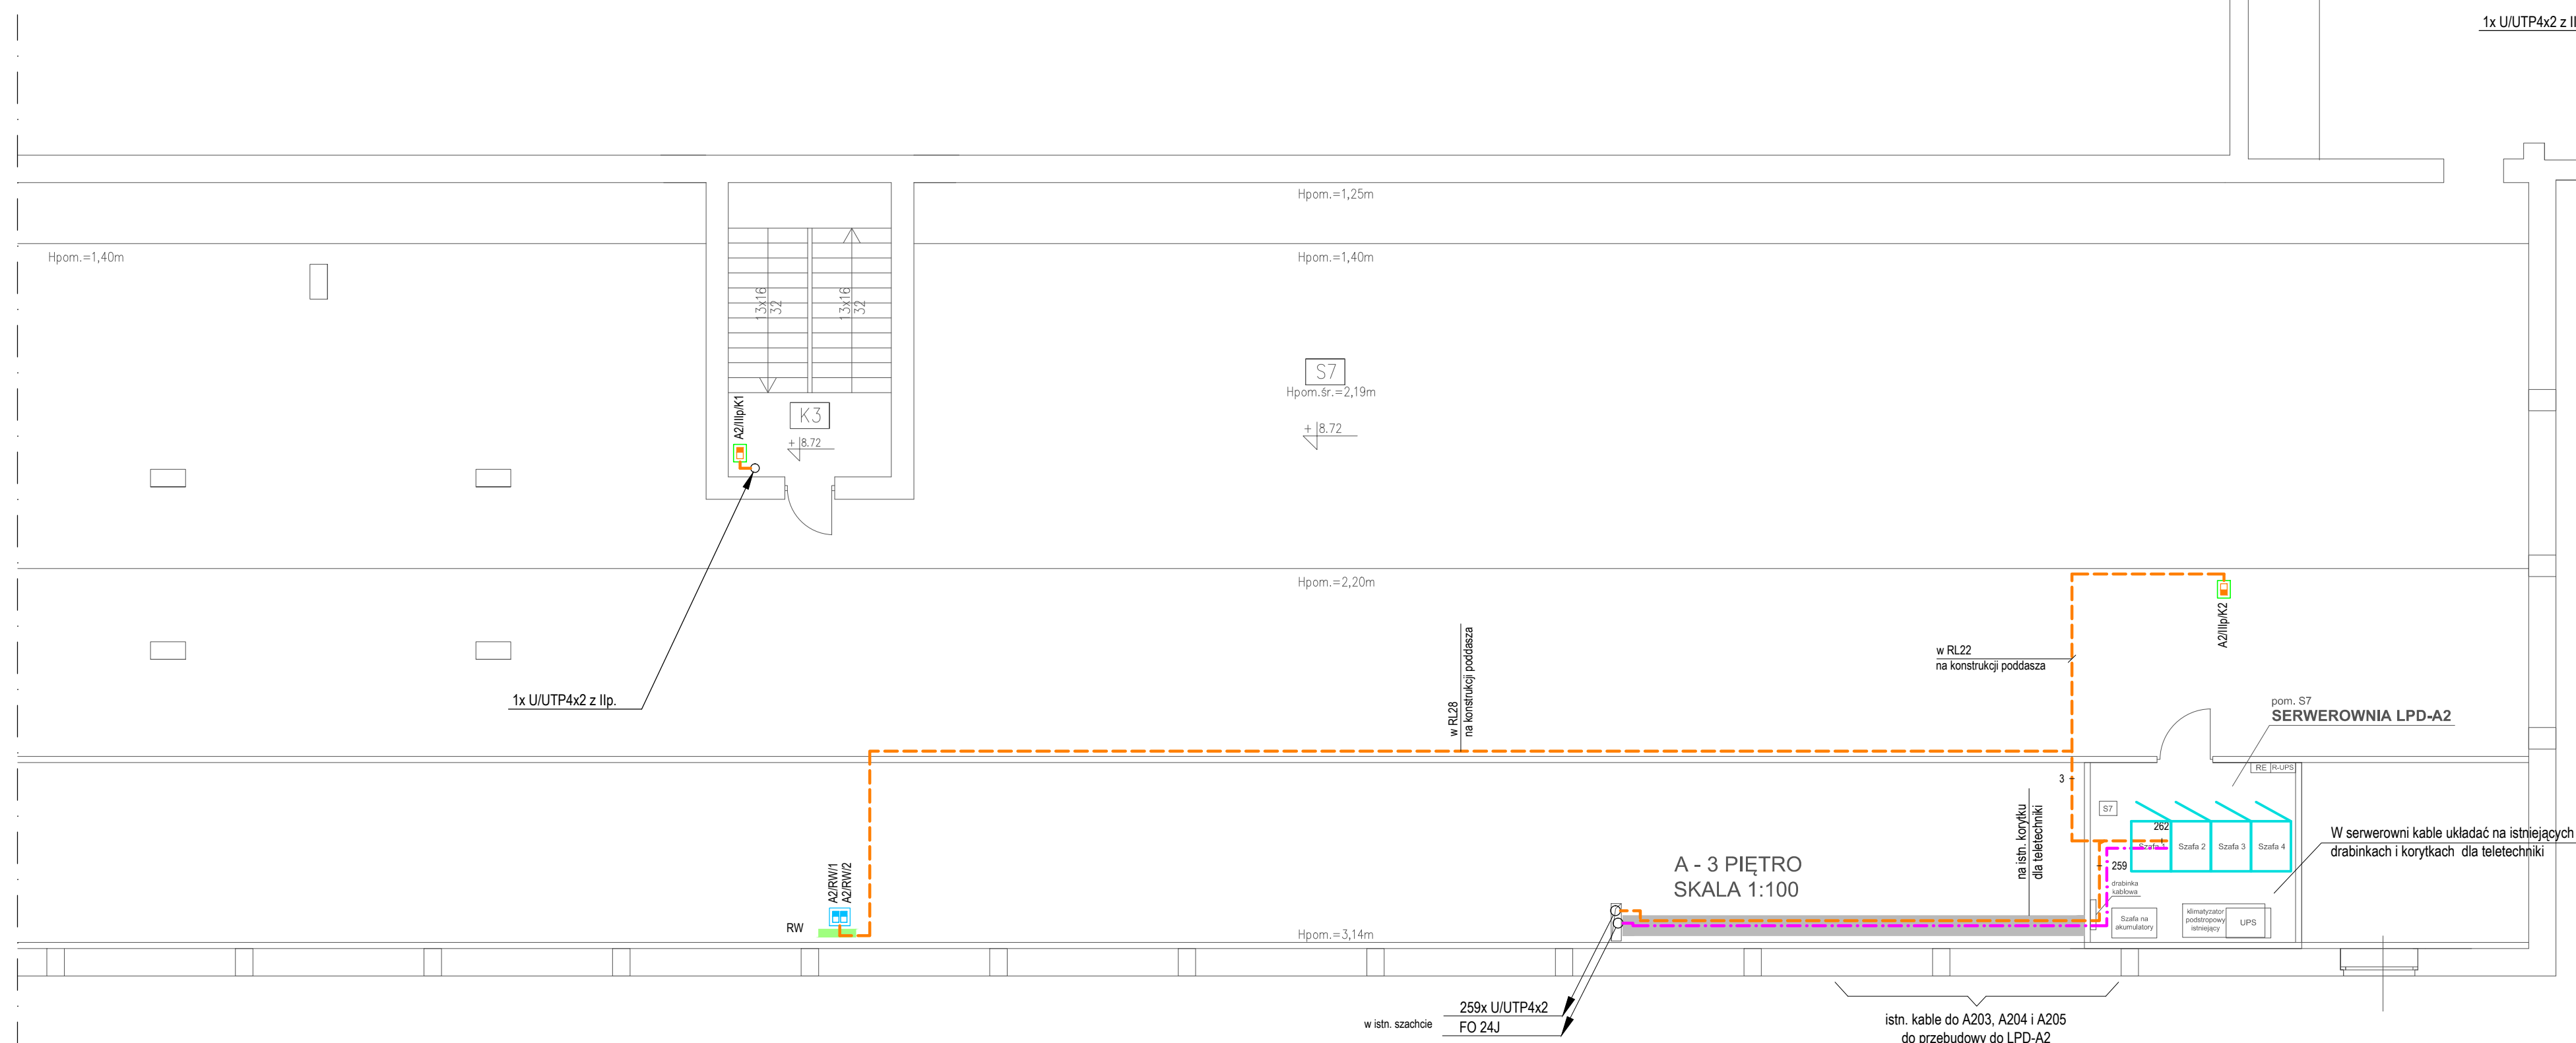 1x U/UTP4x2 z II
Hpom.=1,25m
Hpom.=1,40m
Hpom.=1,40m
13x16
32
13x16
32
S7
Hpom.śr.=2,19m
+ 8.72
A2/IIIp/K1
K3
+ 8.72
Hpom.=2,20m
A2/IIIp/K2
w RL28
na konstrukcji poddasza
w RL22
na konstrukcji poddasza
1x U/UTP4x2 z IIp.
pom. S7
SERWEROWNIA LPD-A2
RE
R-UPS
3
S7
262
Szafa 1
Szafa 2
Szafa 3
Szafa 4
W serwerowni kable układać na istniejących
drabinkach i korytkach dla teletechniki
259
drabinka
kablowa
A - 3 PIĘTRO
SKALA 1:100
na istn. korytku
dla teletechniki
A2/RW/1
A2/RW/2
RW
Szafa na
akumulatory
klimatyzator
podstropowy
istniejący
UPS
Hpom.=3,14m
259x U/UTP4x2
w istn. szachcie
FO 24J
istn. kable do A203, A204 i A205
do przebudowy do LPD-A2